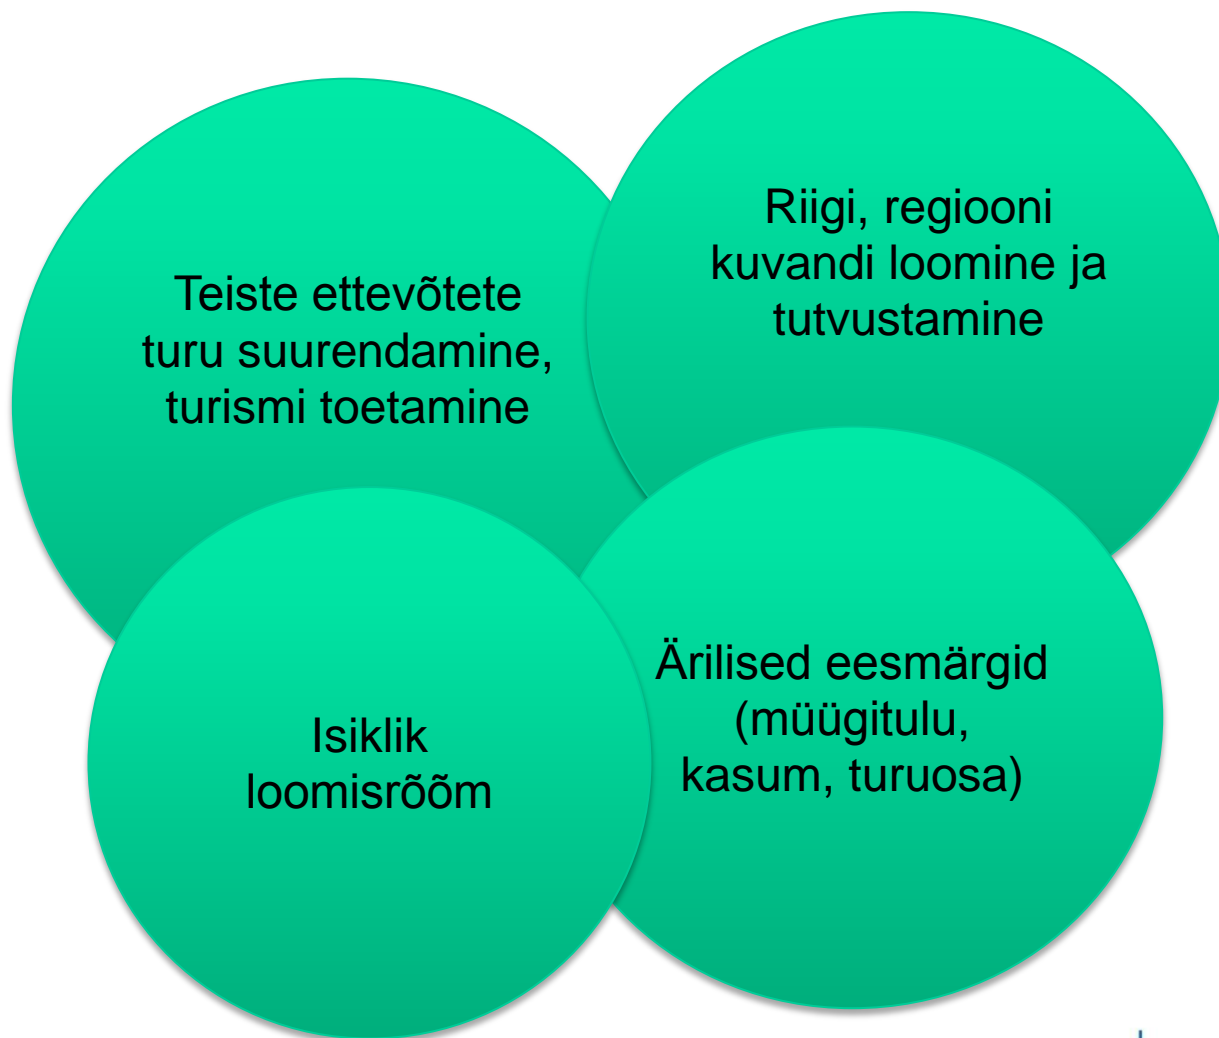 Teiste ettevõtete
turu suurendamine,
turismi toetamine
Riigi, regiooni
kuvandi loomine ja
tutvustamine
Isiklik
loomisrõõm
Ärilised eesmärgid
(müügitulu,
kasum, turuosa)